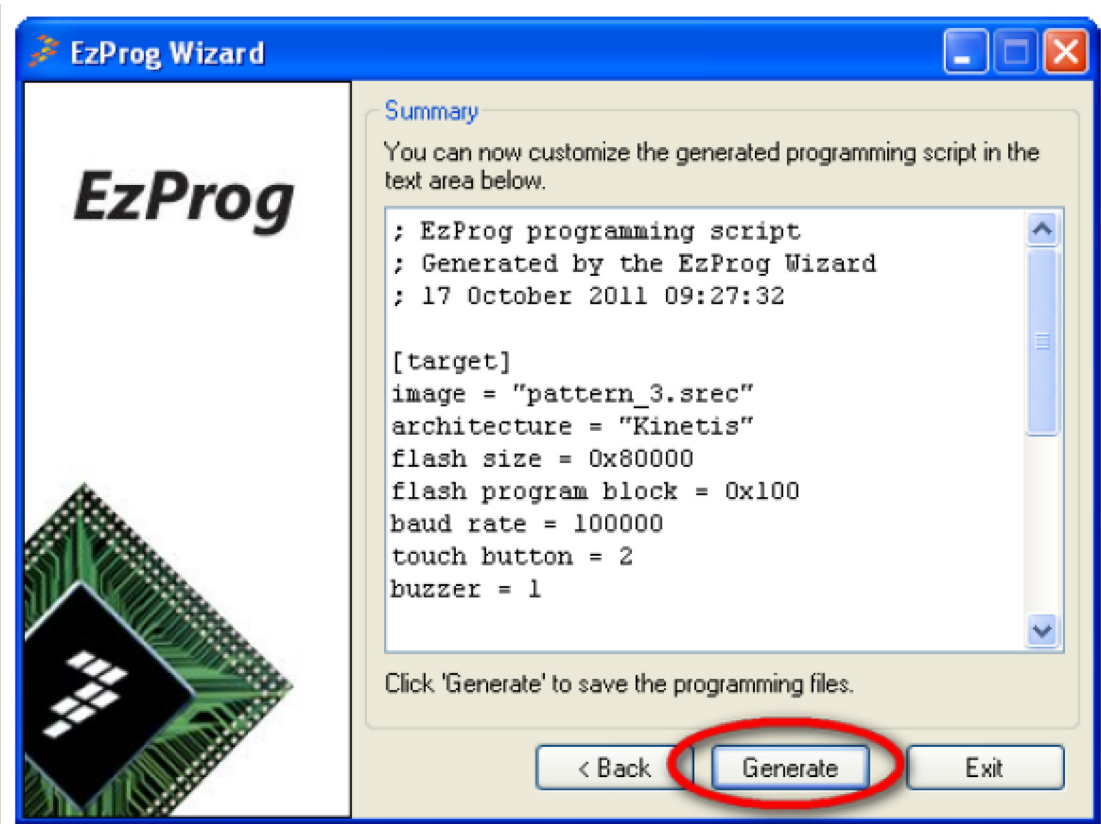 EzProg Wizard
EzProg
Summary
You can now customize the generated programming script in the
text area below.
; EzProg programming script
; Generated by the EzProg Wizard
; 17 October 2011 09:27:32
[target]
image = "pattern_3.srec"
architecture = "Kinetis"
flash size = 0x80000
flash program block = 0x100
baud rate = 100000
touch button = 2
buzzer = 1
Click 'Generate' to save the programming files.
< Back
Generate
Exit